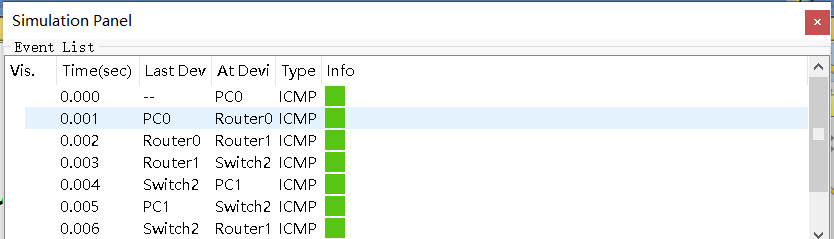 Simulation Panel
Event List
Vis. Time(sec) Last Dev At Devi Type Info
0.000 -- PC0 ICMP
0.001 PC0 Router0 ICMP
0.002 Router0 Router1 ICMP
0.003 Router1 Switch2 ICMP
0.004 Switch2 PC1 ICMP
0.005 PC1 Switch2 ICMP
0.006 Switch2 Router1 ICMP